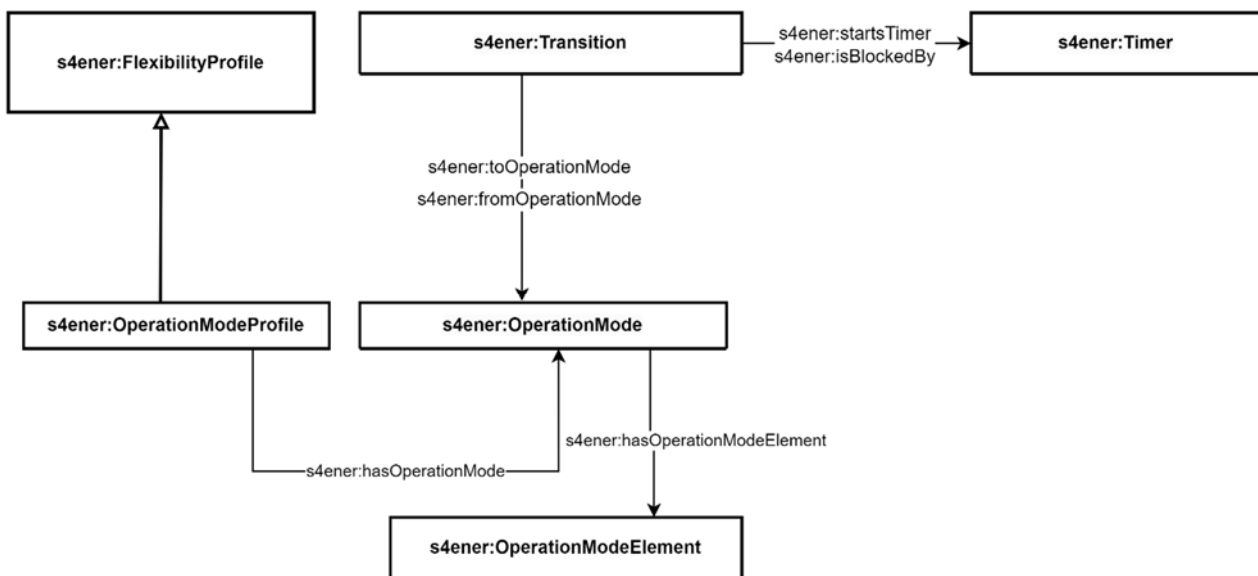 s4ener:FlexibilityProfile
s4ener:Transition
s4ener:startsTimer
s4ener:isBlockedBy
s4ener:Timer
s4ener:toOperationMode
s4ener:fromOperationMode
s4ener:OperationModeProfile
s4ener:OperationMode
s4ener:hasOperationModeElement
s4ener:hasOperationMode
s4ener:OperationModeElement